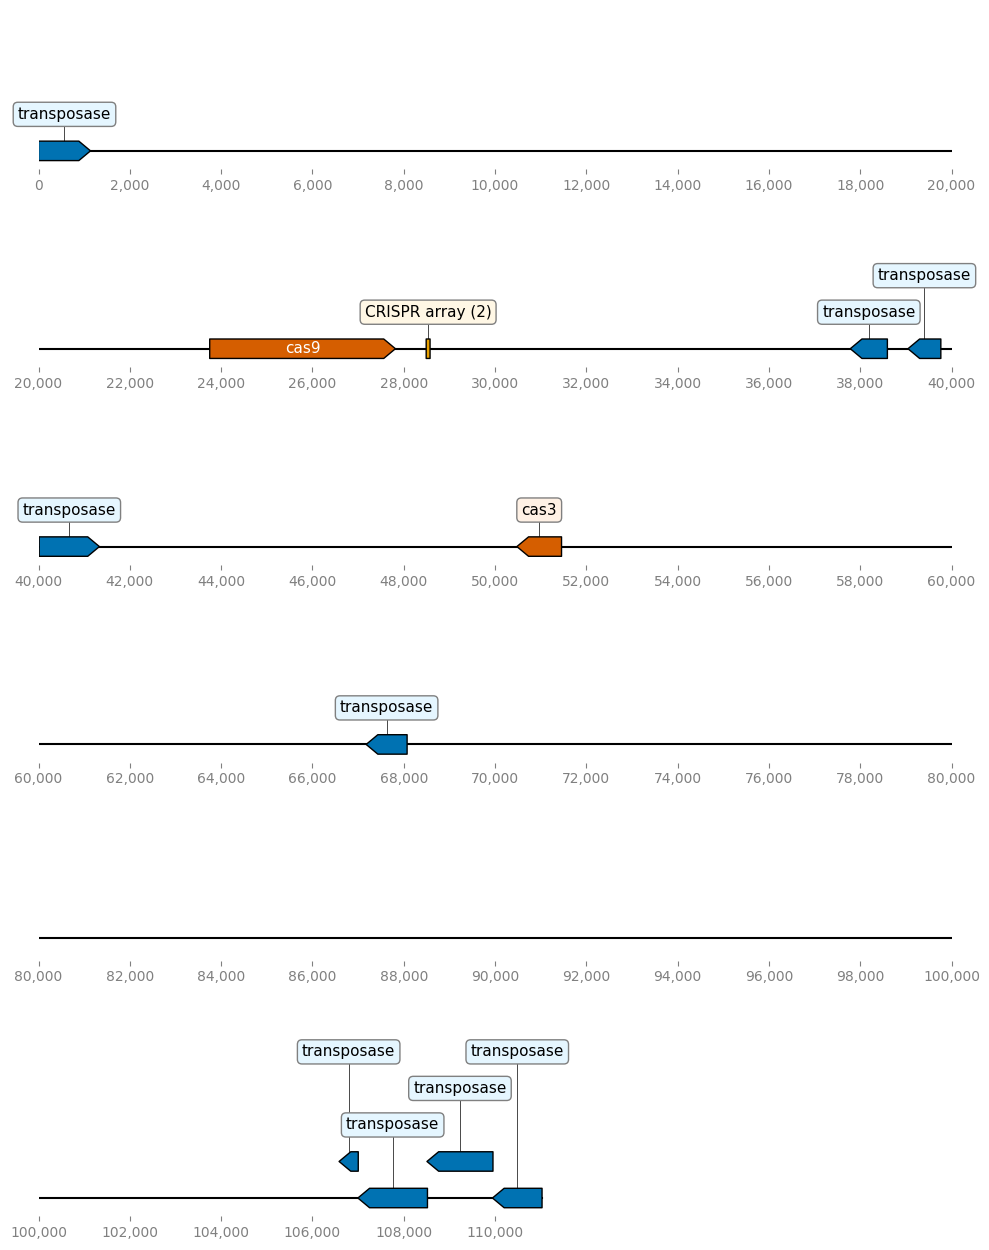 transposase
0 2,000 4,000 6,000 8,000 10,000 12,000 14,000 16,000 18,000 20,000
transposase
CRISPR array (2) transposase
cas9
20,000 22,000 24,000 26,000 28,000 30,000 32,000 34,000 36,000 38,000 40,000
transposase cas3
40,000 42,000 44,000 46,000 48,000 50,000 52,000 54,000 56,000 58,000 60,000
transposase
60,000 62,000 64,000 66,000 68,000 70,000 72,000 74,000 76,000 78,000 80,000
80,000 82,000 84,000 86,000 88,000 90,000 92,000 94,000 96,000 98,000 100,000
transposase transposase
transposase
transposase
100,000 102,000 104,000 106,000 108,000 110,000